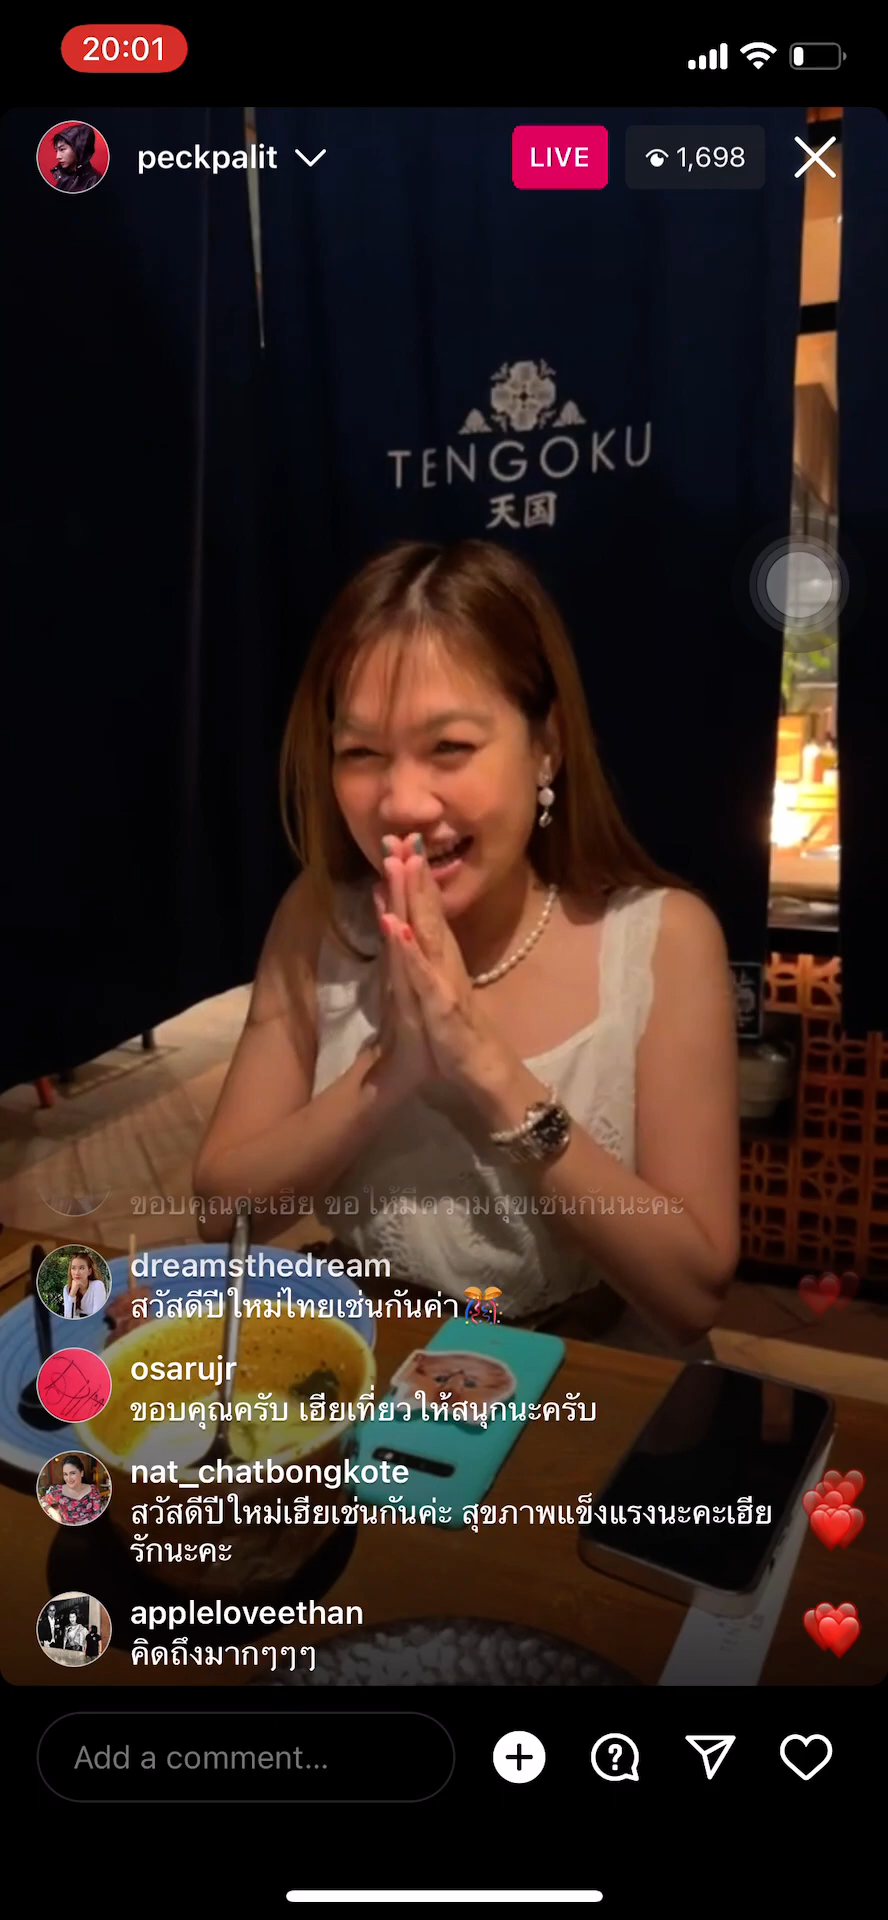 20:01
peckpalit
LIVE
1,698
TENGOKU
天国
ขอบคุณค่ะเฮีย ขอให้มีความสุขเช่นกันนะคะ
dreamsthedream
สวัสดีปีใหม่ไทยเช่นกันค่า🎊
osarujr
ขอบคุณครับ เฮียเที่ยวให้สนุกนะครับ
nat_chatbongkote
สวัสดีปีใหม่เฮียเช่นกันค่ะ สุขภาพแข็งแรงนะคะเฮีย
รักนะคะ
appleloveethan
คิดถึงมากๆๆๆ
Add a comment...